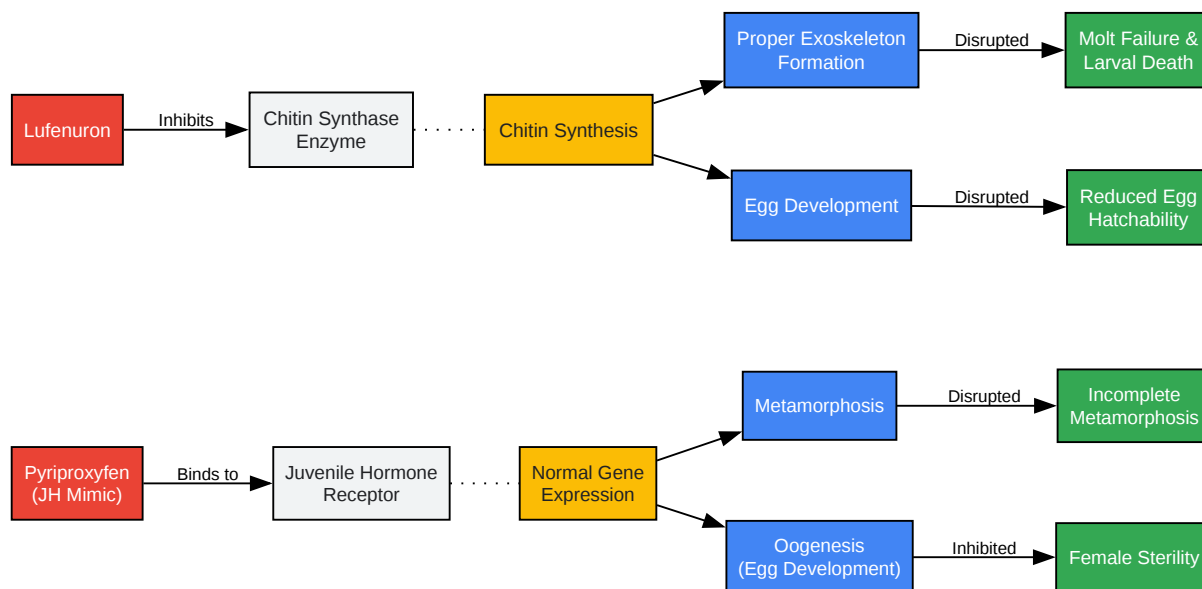 Lufenuron
Inhibits
Chitin Synthase
Enzyme
Chitin Synthesis
Proper Exoskeleton
Formation
Disrupted
Molt Failure &
Larval Death
Egg Development
Disrupted
Reduced Egg
Hatchability
Pyriproxyfen
(JH Mimic)
Binds to
Juvenile Hormone
Receptor
Normal Gene
Expression
Metamorphosis
Disrupted
Incomplete
Metamorphosis
Oogenesis
(Egg Development)
Inhibited
Female Sterility